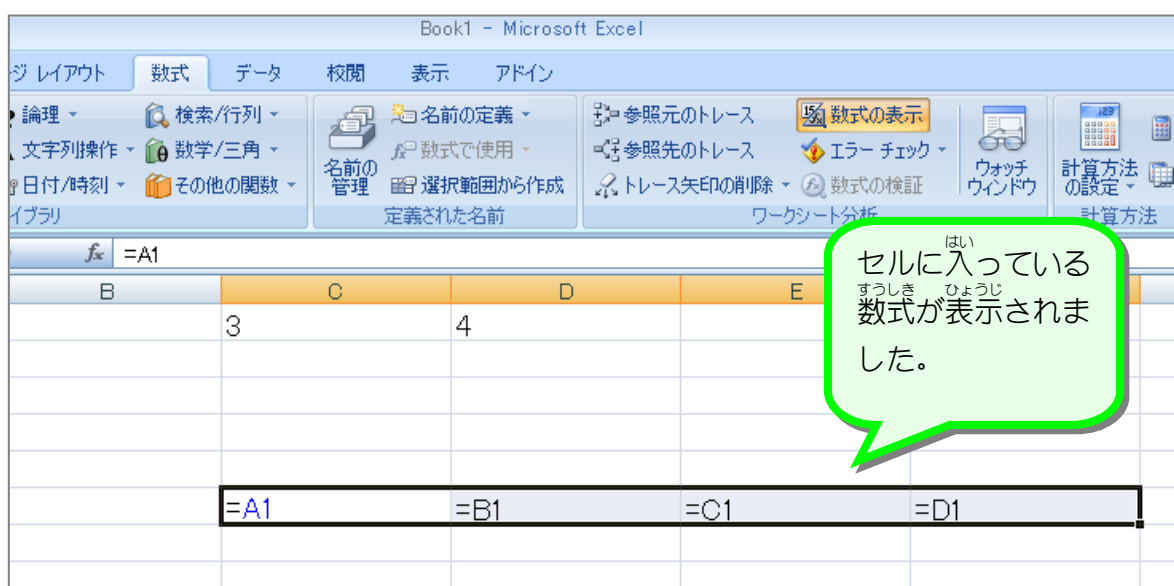 Book1 - Microsoft Excel
ジ レイアウト 数式 データ 校閲 表示 アドイン
論理 検索/行列 名前の定義 参照元のトレース 数式の表示
文字列操作 数学/三角 数式で使用 参照先のトレース エラー チェック
日付/時刻 その他の関数 名前の管理 選択範囲から作成 トレース矢印の削除 数式の検証 ウォッチ ウィンドウ 計算方法の設定
イブラリ 定義された名前 ワークシート分析 計算方法
fx =A1
B C D E
3 4
=A1 =B1 =C1 =D1
はい
セルに入っている
すうしき ひょうじ
数式が表示されま
した。